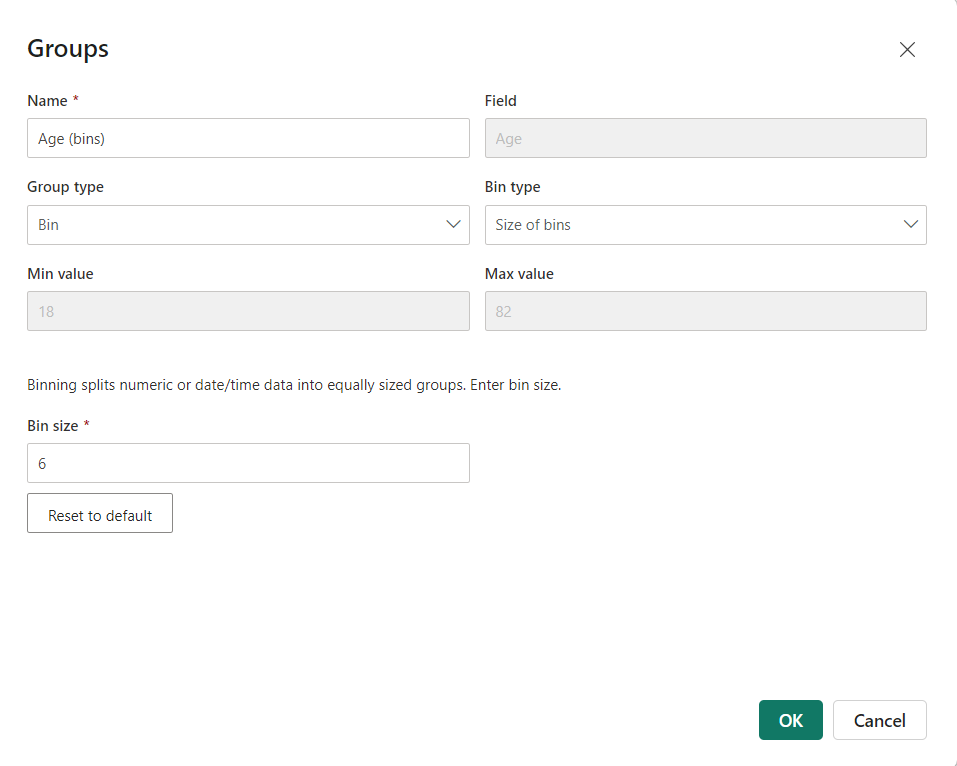 Groups
Name *
Field
Age (bins)
Age
Group type
Bin type
Bin
Size of bins
Min value
Max value
18
82
Binning splits numeric or date/time data into equally sized groups. Enter bin size.
Bin size *
6
Reset to default
OK
Cancel